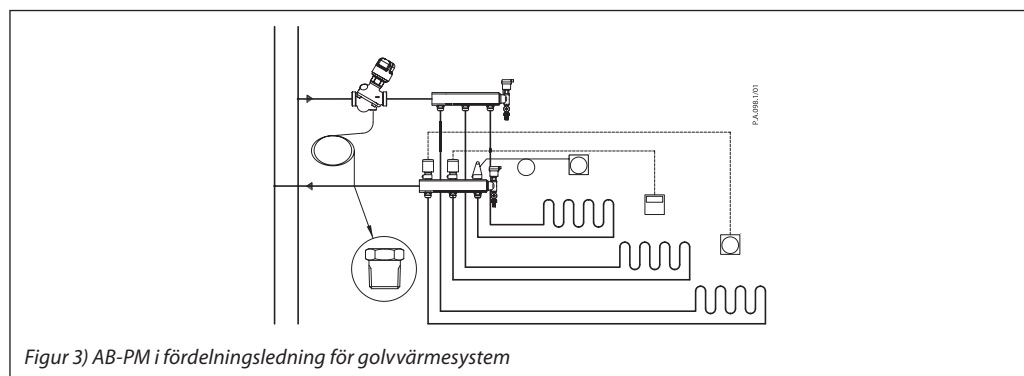 P.A.098.1/01
Figur 3) AB-PM i fördelningsledning för golvvärmesystem